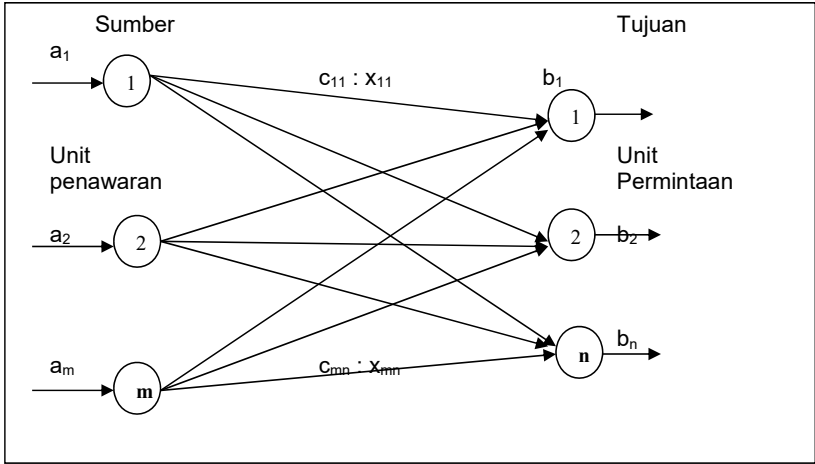 Sumber
Tujuan
a₁
1
c₁₁ : x₁₁
b₁
1
Unit
penawaran
Unit
Permintaan
a₂
2
2
b₂
aₘ
m
cₘₙ : xₘₙ
n
bₙ